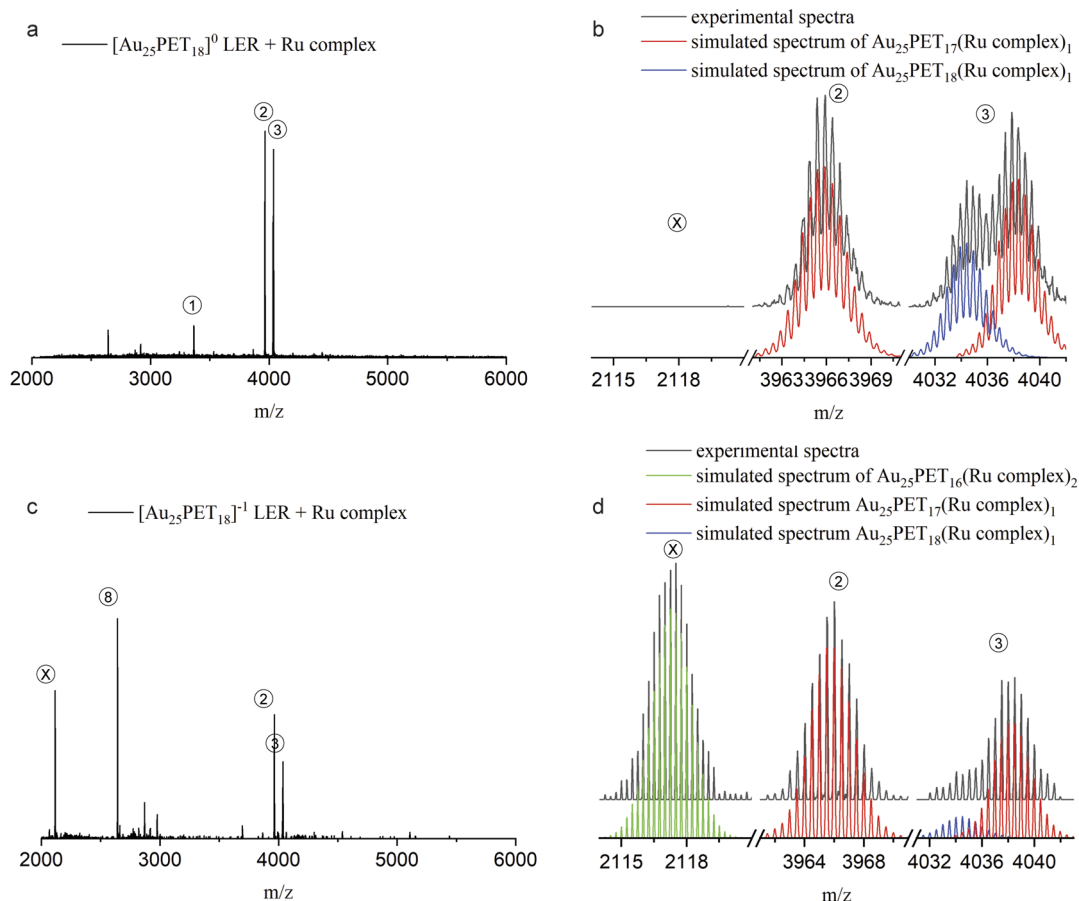 a
[Au₂₅PET₁₈]⁰ LER + Ru complex
②
③
①
2000 3000 4000 5000 6000
m/z
b
experimental spectra
simulated spectrum of Au₂₅PET₁₇(Ru complex)₁
simulated spectrum of Au₂₅PET₁₈(Ru complex)₁
②
③
Ⓧ
2115 2118 3963 3966 3969 4032 4036 4040
m/z
c
[Au₂₅PET₁₈]⁻¹ LER + Ru complex
⑧
Ⓧ
②
③
2000 3000 4000 5000 6000
m/z
experimental spectra
simulated spectrum of Au₂₅PET₁₆(Ru complex)₂
d
simulated spectrum Au₂₅PET₁₇(Ru complex)₁
simulated spectrum Au₂₅PET₁₈(Ru complex)₁
Ⓧ
②
③
2115 2118 3964 3968 4032 4036 4040
m/z